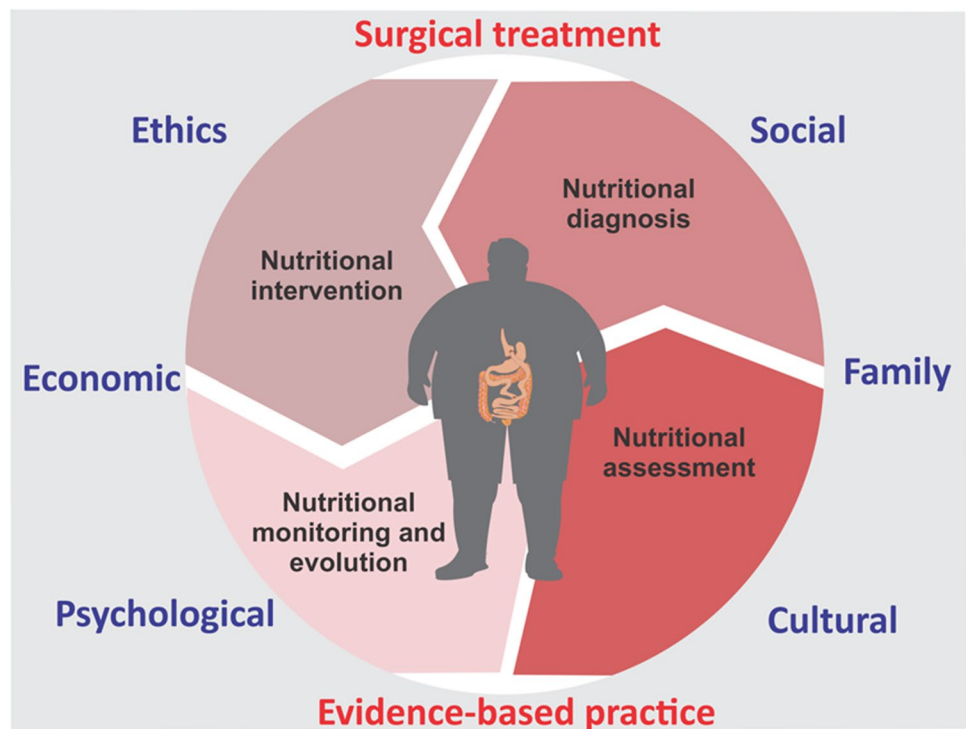 Surgical treatment
Ethics
Social
Nutritional
diagnosis
Nutritional
intervention
Economic
Family
Nutritional
assessment
Nutritional
monitoring and
evolution
Psychological
Cultural
Evidence-based practice